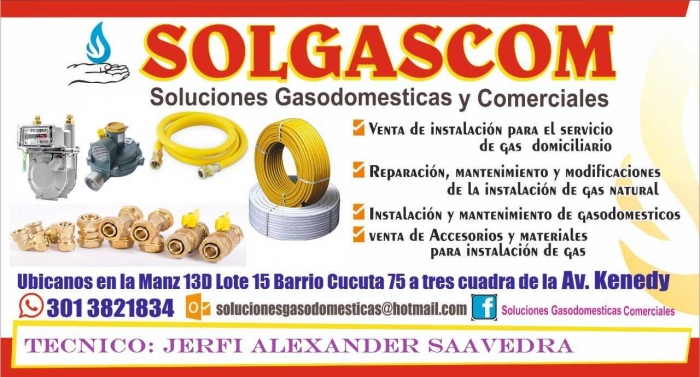 SOLGASCOM
Soluciones Gasodomesticas y Comerciales
VENTA DE INSTALACIÓN PARA EL SERVICIO
DE GAS DOMICILIARIO
REPARACIÓN, MANTENIMIENTO Y MODIFICACIONES
DE LA INSTALACIÓN DE GAS NATURAL
INSTALACIÓN Y MANTENIMIENTO DE GASODOMESTICOS
VENTA DE ACCESORIOS Y MATERIALES
PARA INSTALACIÓN DE GAS
Ubicanos en la Manz 13D Lote 15 Barrio Cucuta 75 a tres cuadra de la Av. Kenedy
301 3821834 solucionesgasodomesticas@hotmail.com f Soluciones Gasodomesticas Comerciales
TECNICO: JERFI ALEXANDER SAAVEDRA